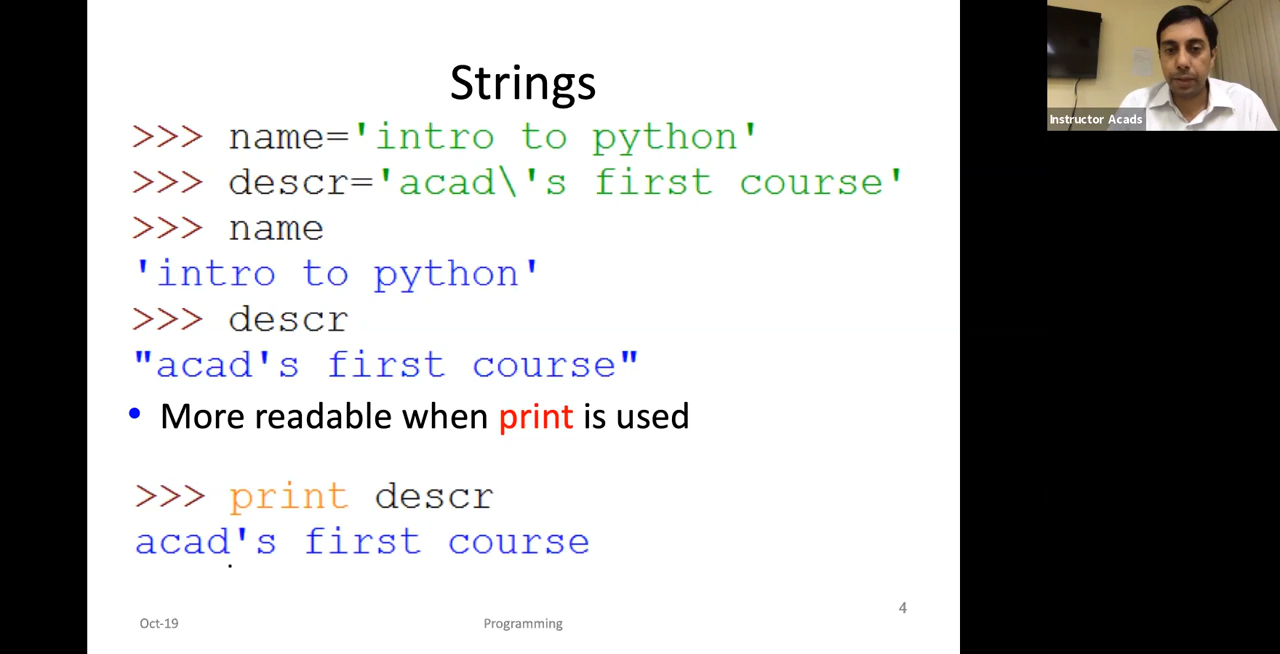 Strings
>>> name='intro to python'
>>> descr='acad\'s first course'
>>> name
'intro to python'
>>> descr
"acad's first course"
• More readable when print is used
>>> print descr
acad's first course
Oct-19
Programming
4
Instructor Acads